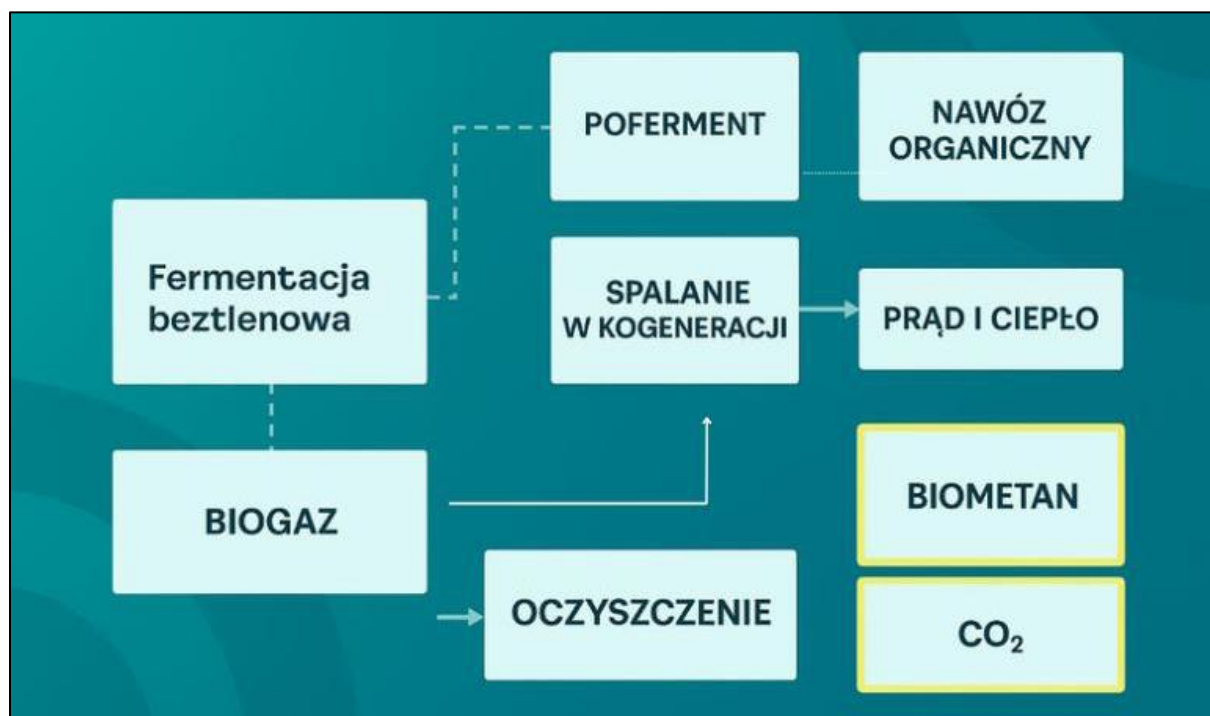 POFERMENT
NAWÓZ
ORGANICZNY
Fermentacja
beztlenowa
SPALANIE
W KOGENERACJI
PRĄD I CIEPŁO
BIOGAZ
BIOMETAN
OCZYSZCZENIE
CO₂